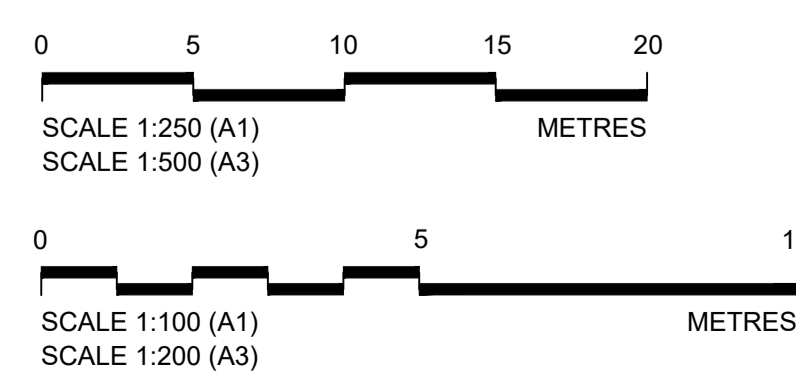 0 5 10 15 20
SCALE 1:250 (A1) METRES
SCALE 1:500 (A3)
0 5 1
SCALE 1:100 (A1) METRES
SCALE 1:200 (A3)